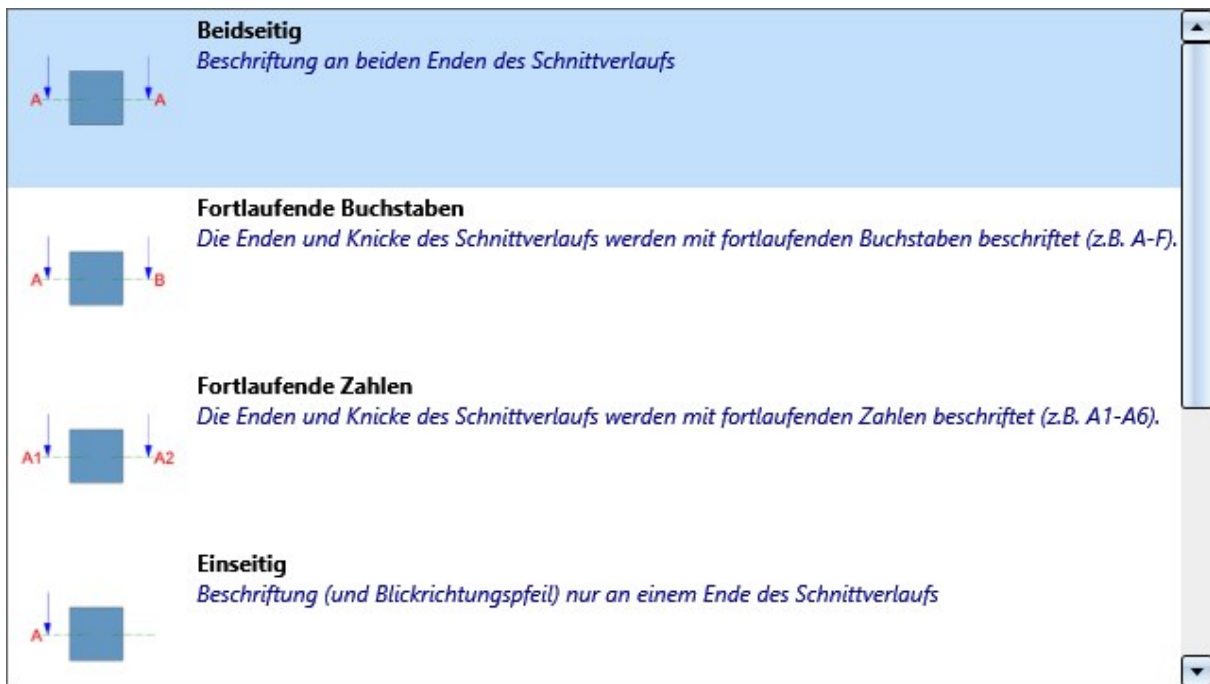 Beidseitig
Beschriftung an beiden Enden des Schnittverlaufs
A A
Fortlaufende Buchstaben
Die Enden und Knicke des Schnittverlaufs werden mit fortlaufenden Buchstaben beschriftet (z.B. A-F).
A B
Fortlaufende Zahlen
Die Enden und Knicke des Schnittverlaufs werden mit fortlaufenden Zahlen beschriftet (z.B. A1-A6).
A1 A2
Einseitig
Beschriftung (und Blickrichtungspfeil) nur an einem Ende des Schnittverlaufs
A